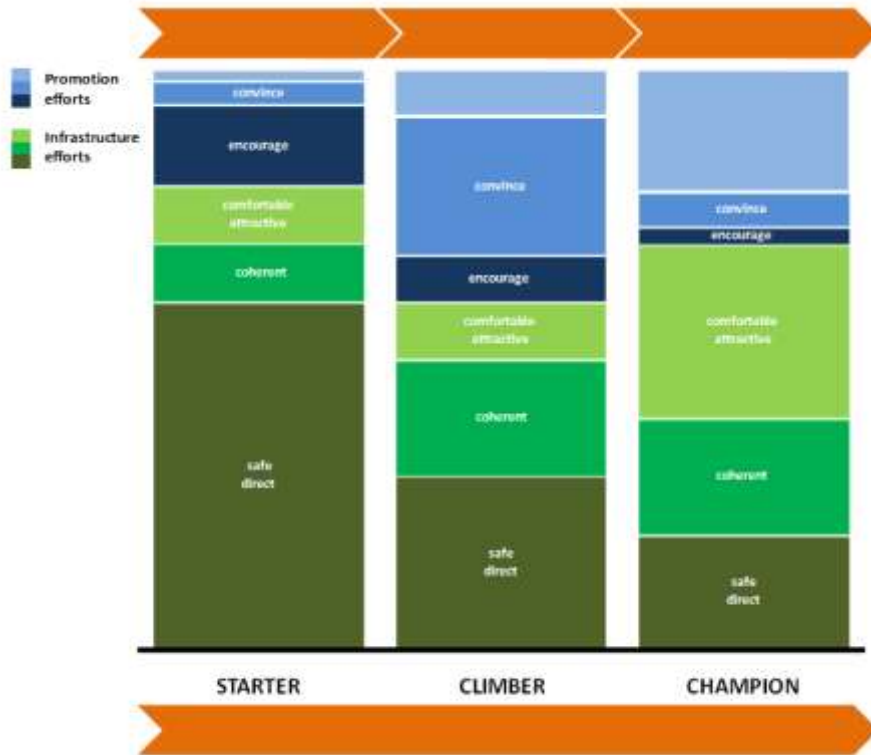 Promotion
efforts
Infrastructure
efforts
convince
encourage
comfortable
attractive
coherent
safe
direct
convince
encourage
comfortable
attractive
coherent
safe
direct
convince
encourage
comfortable
attractive
coherent
safe
direct
STARTER
CLIMBER
CHAMPION